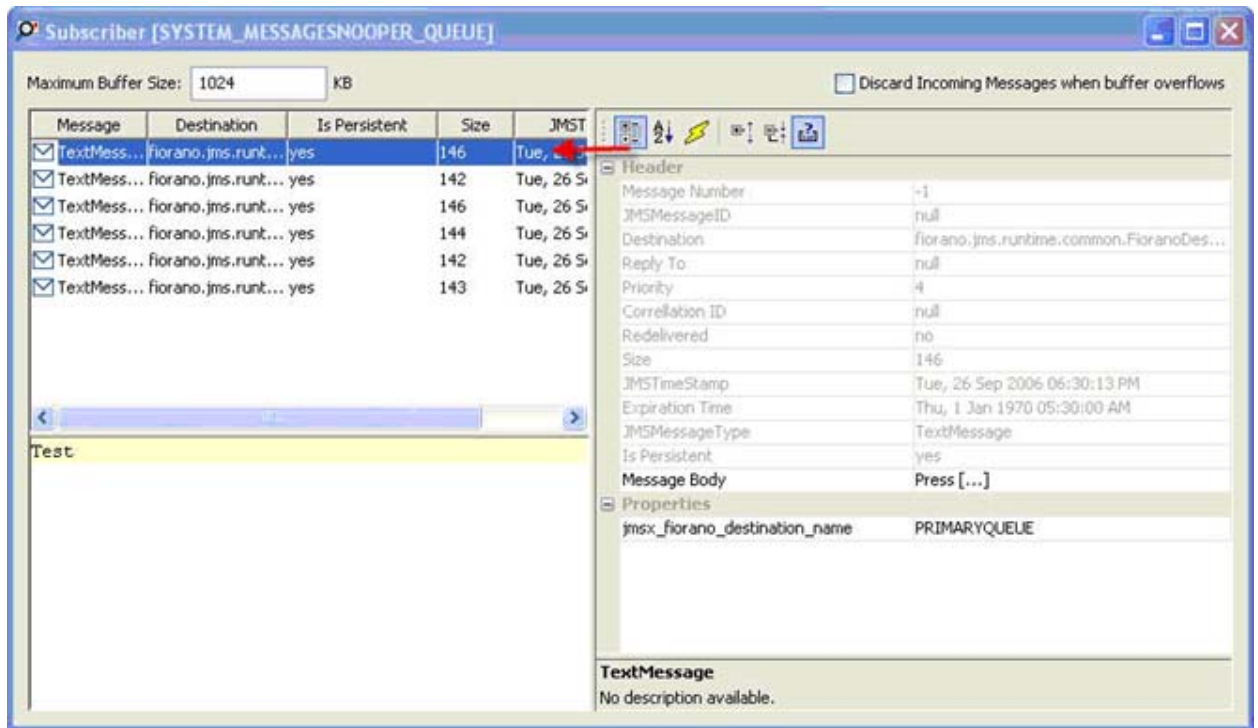 Subscriber [SYSTEM_MESSAGESNOOPER_QUEUE]
Maximum Buffer Size: 1024 KB
Discard Incoming Messages when buffer overflows
Message Destination Is Persistent Size JMST
TextMess... fiorano.jms.runt... yes 146 Tue,
TextMess... fiorano.jms.runt... yes 142 Tue, 26 S
TextMess... fiorano.jms.runt... yes 146 Tue, 26 S
TextMess... fiorano.jms.runt... yes 144 Tue, 26 S
TextMess... fiorano.jms.runt... yes 142 Tue, 26 S
TextMess... fiorano.jms.runt... yes 143 Tue, 26 S
Test
Header
Message Number -1
JMSMessageID null
Destination fiorano.jms.runtime.common.FioranoDes...
Reply To null
Priority 4
Correllation ID null
Redelivered no
Size 146
JMSTimeStamp Tue, 26 Sep 2006 06:30:13 PM
Expiration Time Thu, 1 Jan 1970 05:30:00 AM
JMSMessageType TextMessage
Is Persistent yes
Message Body Press [...]
Properties
jmsx_fiorano_destination_name PRIMARYQUEUE
TextMessage
No description available.